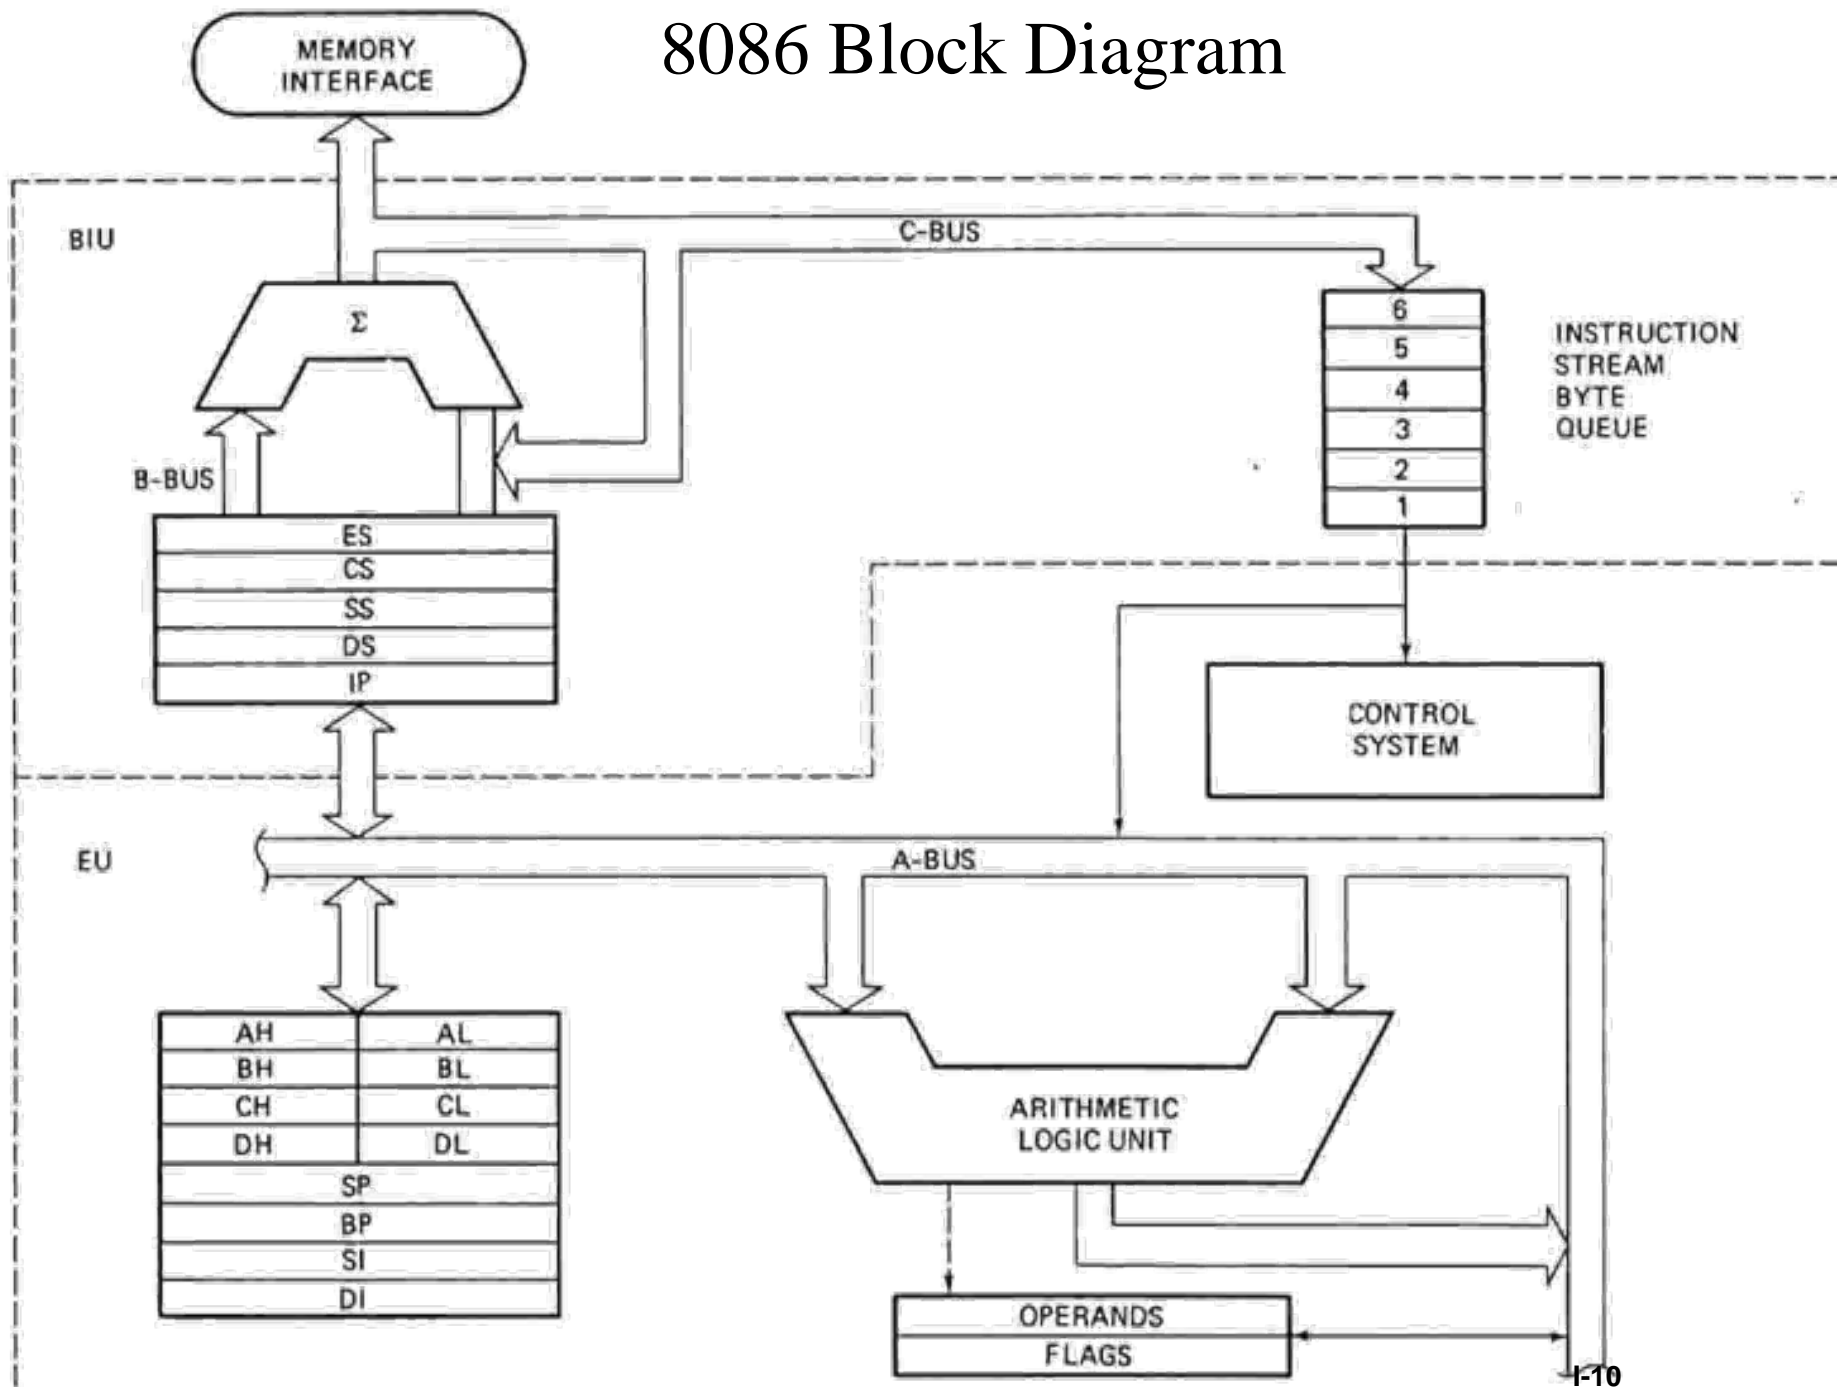 8086 Block Diagram
MEMORY
INTERFACE
BIU
C-BUS
Σ
B-BUS
6
5
4
3
2
1
INSTRUCTION
STREAM
BYTE
QUEUE
ES
CS
SS
DS
IP
CONTROL
SYSTEM
EU
A-BUS
AH AL
BH BL
CH CL
DH DL
SP
BP
SI
DI
ARITHMETIC
LOGIC UNIT
OPERANDS
FLAGS
I-10